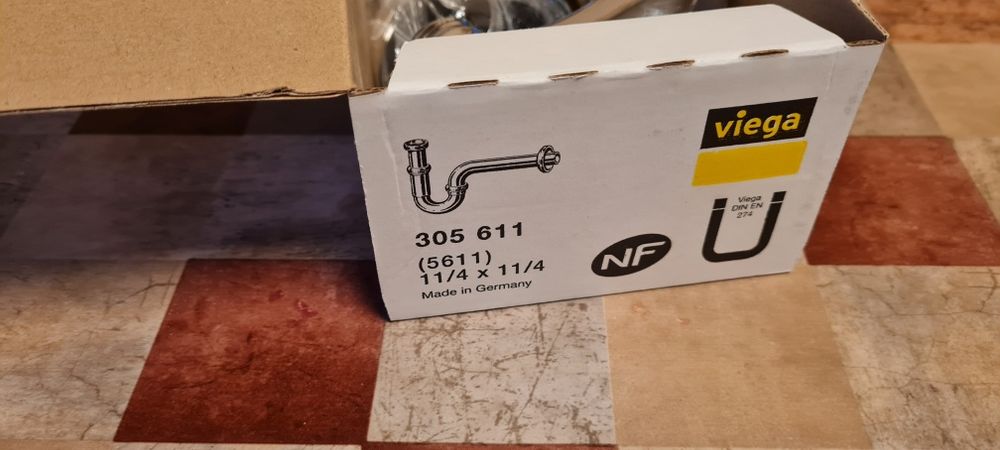 viega
Viega
DIN EN
274
305 611
(5611)
11/4 x 11/4
Made in Germany
NF